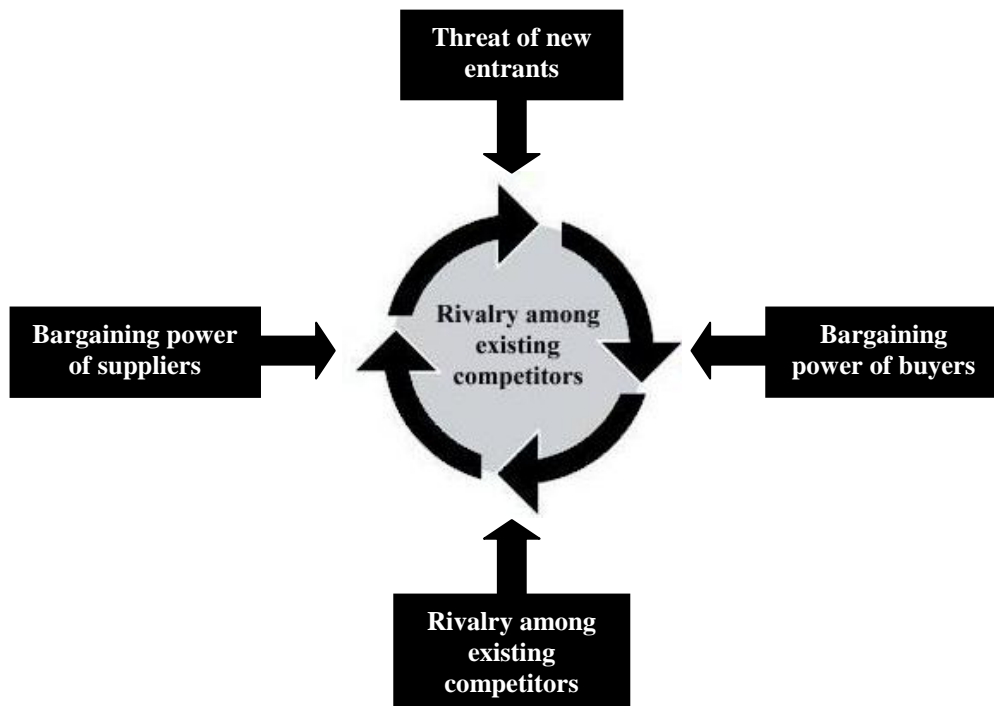 Threat of new
entrants
Bargaining power
of suppliers
Rivalry among
existing
competitors
Bargaining
power of buyers
Rivalry among
existing
competitors